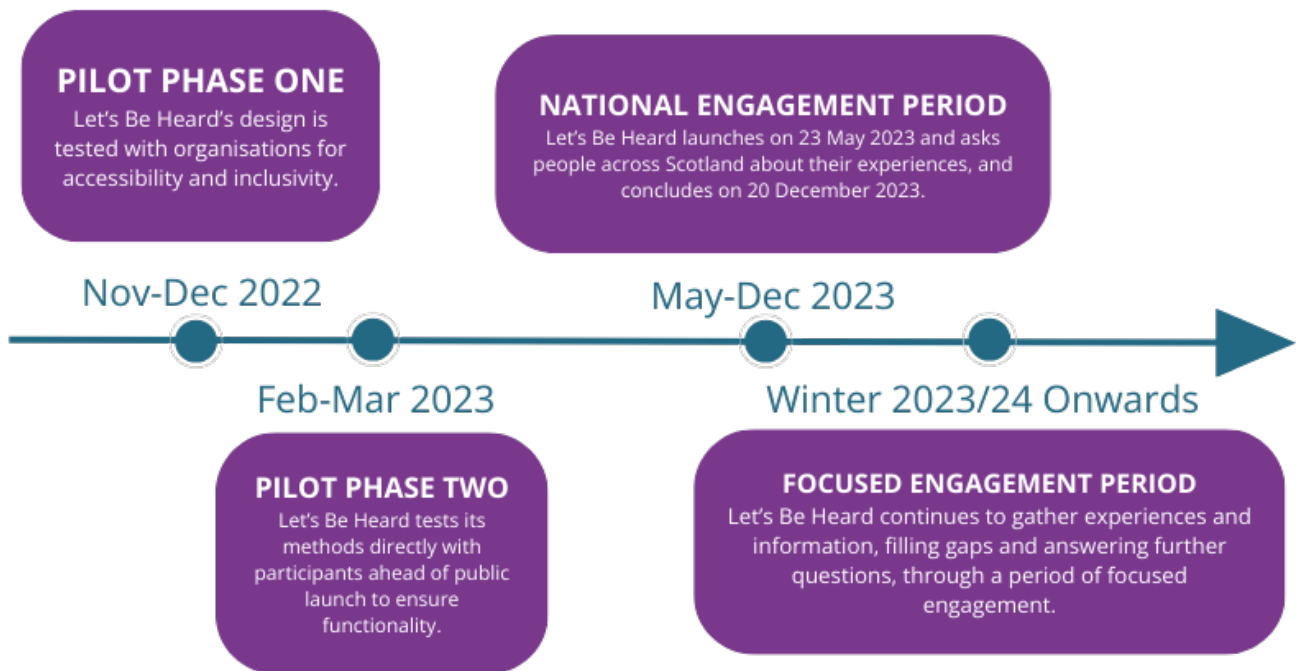 PILOT PHASE ONE
Let's Be Heard's design is
tested with organisations for
accessibility and inclusivity.
NATIONAL ENGAGEMENT PERIOD
Let's Be Heard launches on 23 May 2023 and asks
people across Scotland about their experiences, and
concludes on 20 December 2023.
Nov-Dec 2022
May-Dec 2023
Feb-Mar 2023
Winter 2023/24 Onwards
PILOT PHASE TWO
Let's Be Heard tests its
methods directly with
participants ahead of public
launch to ensure
functionality.
FOCUSED ENGAGEMENT PERIOD
Let's Be Heard continues to gather experiences and
information, filling gaps and answering further
questions, through a period of focused
engagement.